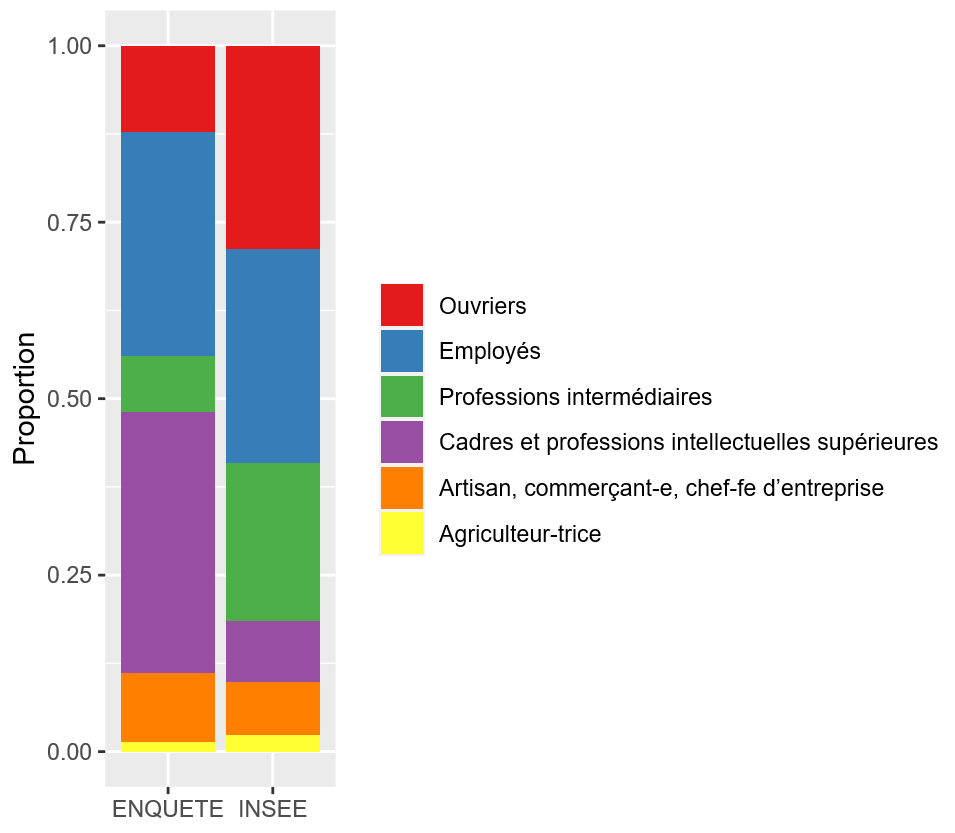 Proportion
1.00
0.75
0.50
0.25
0.00
ENQUETE INSEE
Ouvriers
Employés
Professions intermédiaires
Cadres et professions intellectuelles supérieures
Artisan, commerçant-e, chef-fe d’entreprise
Agriculteur-trice